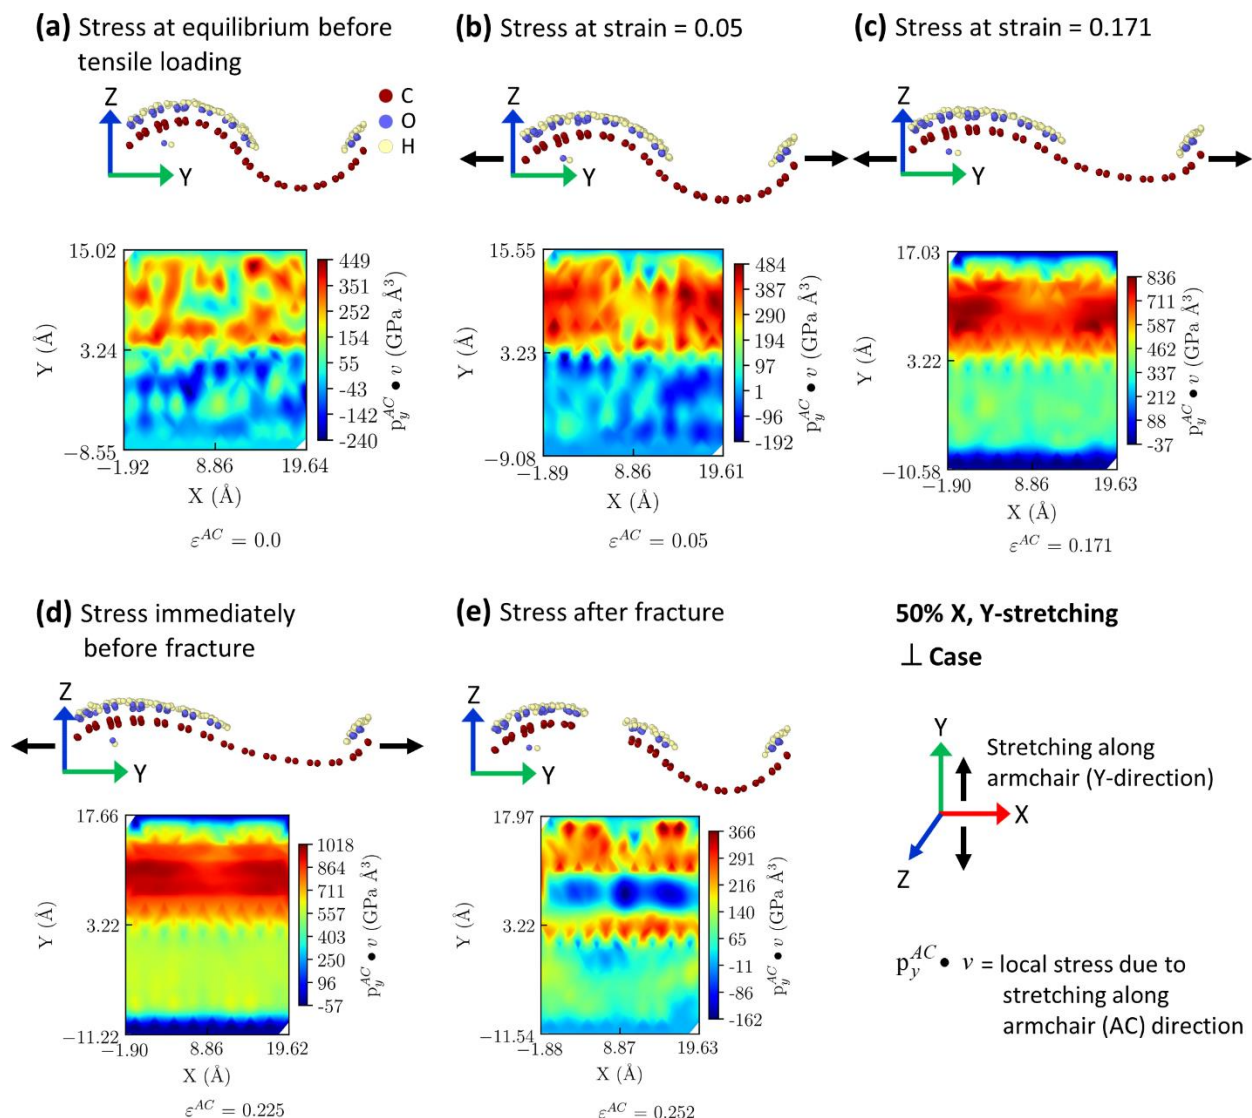 (a) Stress at equilibrium before
tensile loading
Z
Y
C
O
H
15.02
3.24
−8.55
Y (Å)
−1.92 8.86 19.64
X (Å)
449
351
252
154
55
-43
-142
-240
p_y^AC • v (GPa Å³)
ε^AC = 0.0
(b) Stress at strain = 0.05
Z
Y
15.55
3.23
−9.08
Y (Å)
−1.89 8.86 19.61
X (Å)
484
387
290
194
97
1
-96
-192
p_y^AC • v (GPa Å³)
ε^AC = 0.05
(c) Stress at strain = 0.171
Z
Y
17.03
3.22
−10.58
Y (Å)
−1.90 8.86 19.63
X (Å)
836
711
587
462
337
212
88
-37
p_y^AC • v (GPa Å³)
ε^AC = 0.171
(d) Stress immediately
before fracture
Z
Y
17.66
3.22
−11.22
Y (Å)
−1.90 8.86 19.62
X (Å)
1018
864
711
557
403
250
96
-57
p_y^AC • v (GPa Å³)
ε^AC = 0.225
(e) Stress after fracture
Z
Y
17.97
3.22
−11.54
Y (Å)
−1.88 8.87 19.63
X (Å)
366
291
216
140
65
-11
-86
-162
p_y^AC • v (GPa Å³)
ε^AC = 0.252
50% X, Y-stretching
⊥ Case
Y
X
Z
Stretching along
armchair (Y-direction)
p_y^AC • v = local stress due to
stretching along
armchair (AC) direction